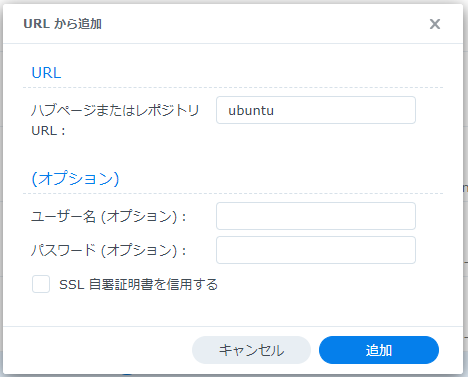 URL から追加
URL
ハブページまたはレポジトリ
URL：
ubuntu
(オプション)
ユーザー名 (オプション)：
パスワード (オプション)：
SSL 自署証明書を信用する
キャンセル
追加